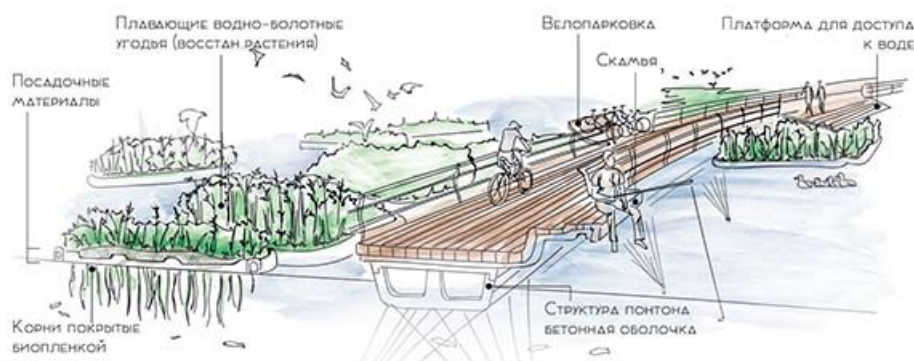 Плавающие водно-болотные
угодья (восстан растения)
Велопарковка
Платформа для доступа
к воде
Скамья
Посадочные
материалы
Структура понтона
бетонная оболочка
Корни покрытые
биопленкой